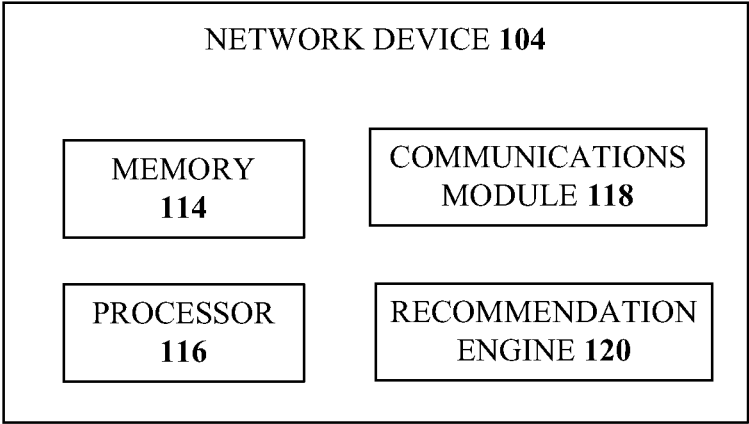 NETWORK DEVICE 104
MEMORY
114
COMMUNICATIONS
MODULE 118
PROCESSOR
116
RECOMMENDATION
ENGINE 120